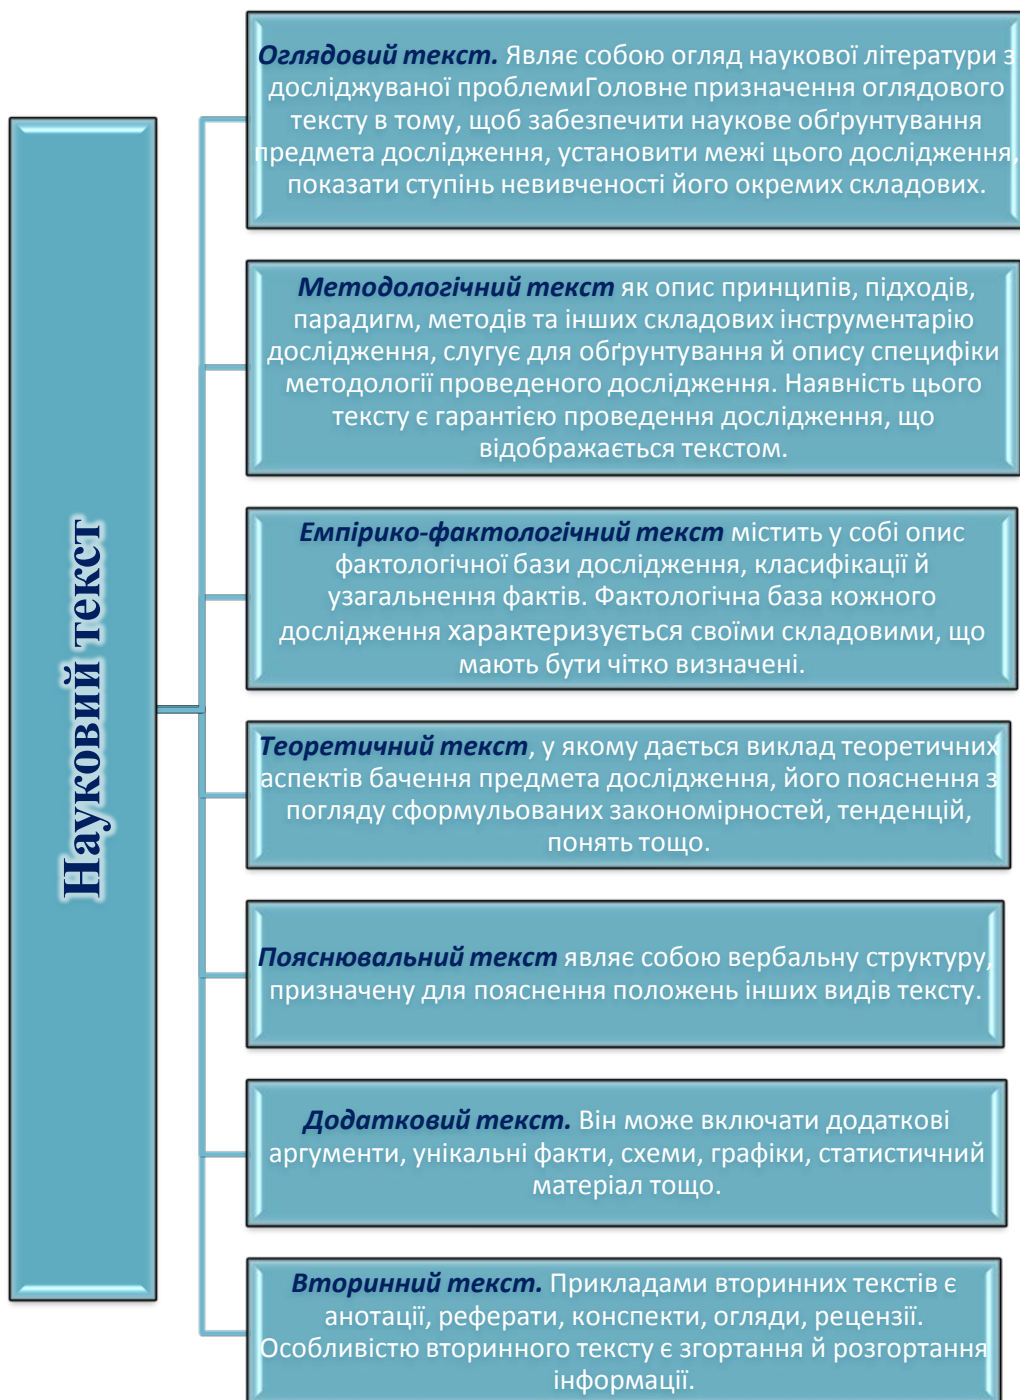 Науковий текст
Оглядовий текст. Являє собою огляд наукової літератури з
досліджуваної проблемиГоловне призначення оглядового
тексту в тому, щоб забезпечити наукове обґрунтування
предмета дослідження, установити межі цього дослідження,
показати ступінь невивченості його окремих складових.
Методологічний текст як опис принципів, підходів,
парадигм, методів та інших складових інструментарію
дослідження, слугує для обґрунтування й опису специфіки
методології проведеного дослідження. Наявність цього
тексту є гарантією проведення дослідження, що
відображається текстом.
Емпірико-фактологічний текст містить у собі опис
фактологічної бази дослідження, класифікації й
узагальнення фактів. Фактологічна база кожного
дослідження характеризується своїми складовими, що
мають бути чітко визначені.
Теоретичний текст, у якому дається виклад теоретичних
аспектів бачення предмета дослідження, його пояснення з
погляду сформульованих закономірностей, тенденцій,
понять тощо.
Пояснювальний текст являє собою вербальну структуру,
призначену для пояснення положень інших видів тексту.
Додатковий текст. Він може включати додаткові
аргументи, унікальні факти, схеми, графіки, статистичний
матеріал тощо.
Вторинний текст. Прикладами вторинних текстів є
анотації, реферати, конспекти, огляди, рецензії.
Особливістю вторинного тексту є згортання й розгортання
інформації.